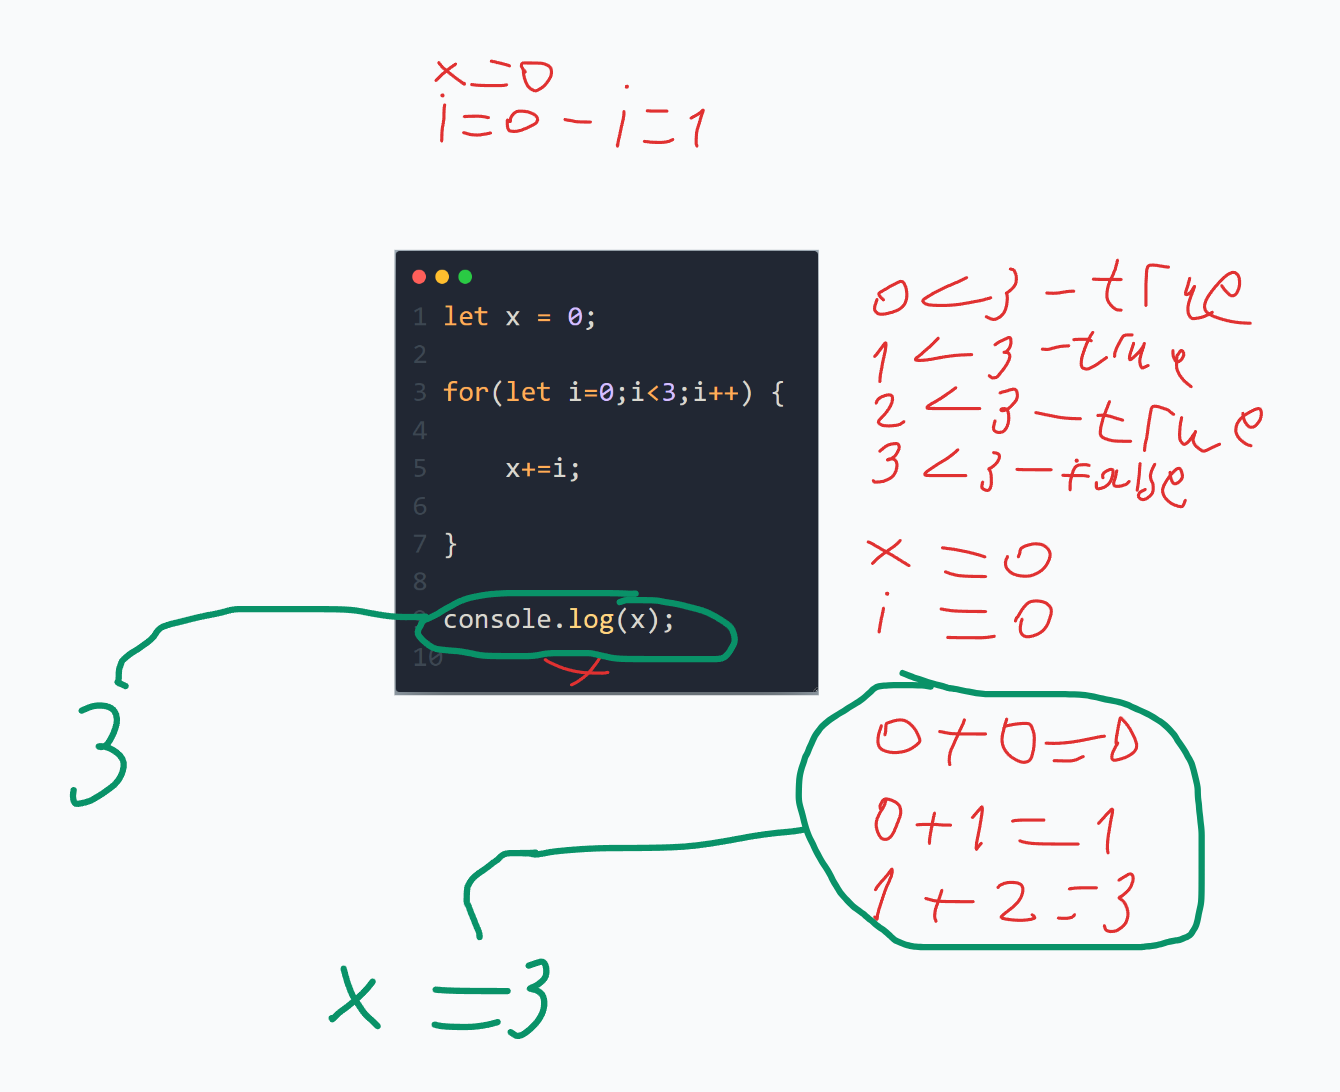 x=0
i=0 - i=1
1 let x = 0;
2
3 for(let i=0;i<3;i++) {
4
5 x+=i;
6
7 }
8
9 console.log(x);
10
0<3 - true
1<3 - true
2<3 - true
3<3 - false
x=0
i=0
0+0=0
0+1=1
1+2=3
3
x=3